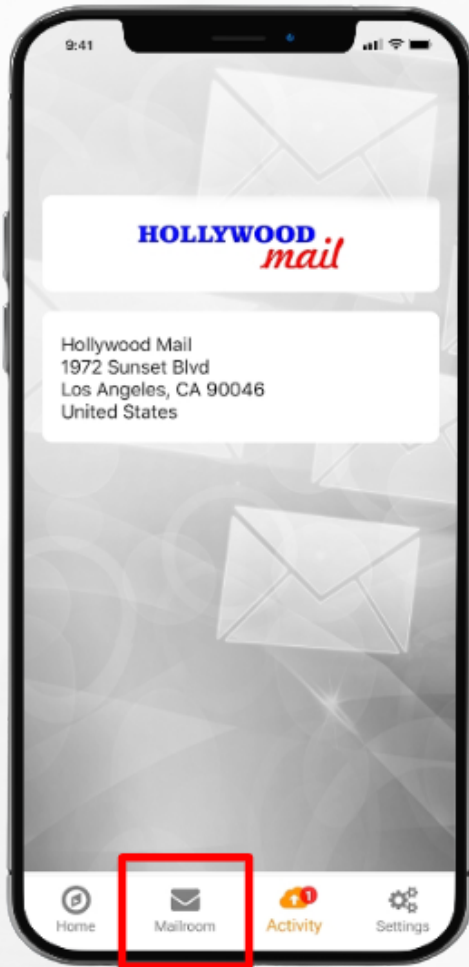 9:41
HOLLYWOOD
mail
Hollywood Mail
1972 Sunset Blvd
Los Angeles, CA 90046
United States
1
Home Mailroom Activity Settings